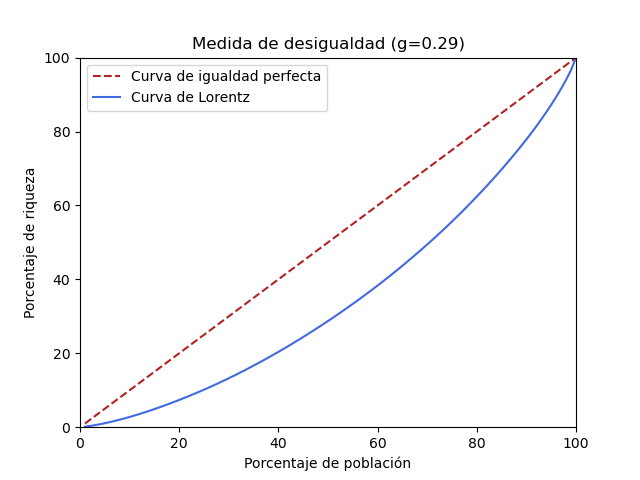 Medida de desigualdad (g=0.29)
Curva de igualdad perfecta
Curva de Lorentz
Porcentaje de riqueza
100
80
60
40
20
0
0 20 40 60 80 100
Porcentaje de población